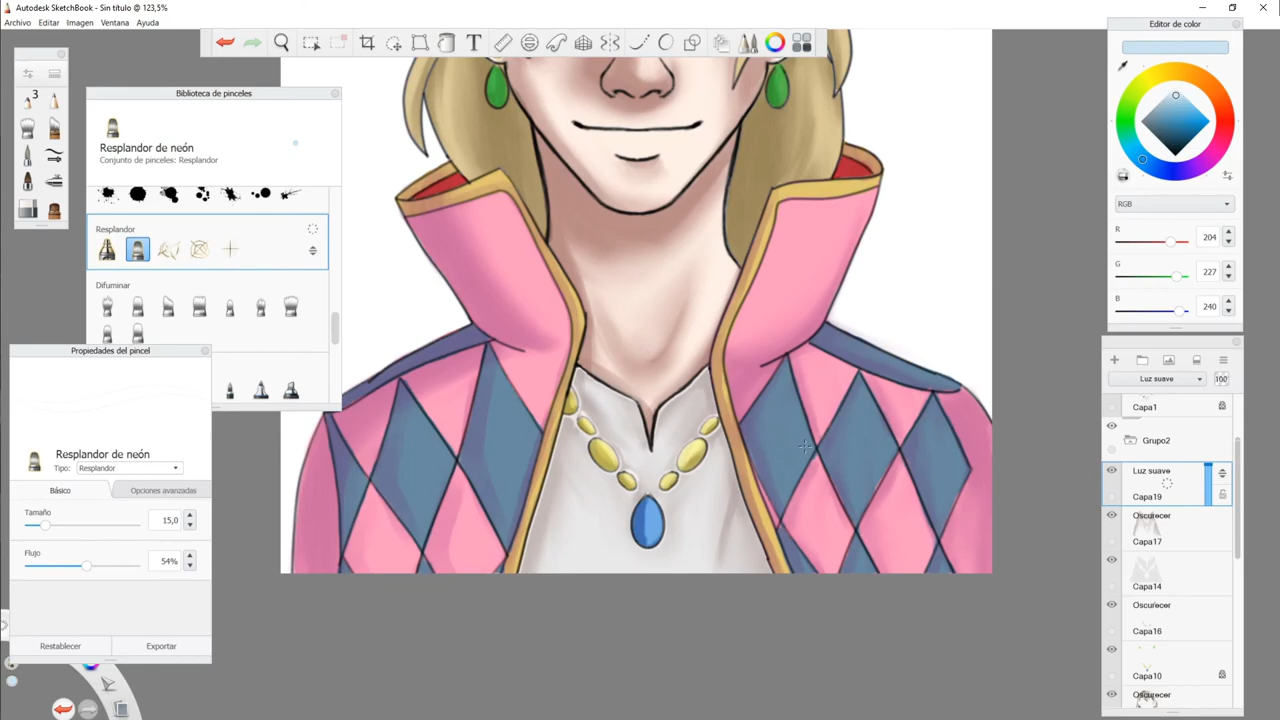 Autodesk SketchBook - Sin título @ 123,5%
Archivo Editar Imagen Ventana Ayuda
3
Biblioteca de pinceles
Resplandor de neón
Conjunto de pinceles: Resplandor
Resplandor
Difuminar
Propiedades del pincel
Resplandor de neón
Tipo: Resplandor
Básico Opciones avanzadas
Tamaño
15,0
Flujo
54%
Restablecer Exportar
Editor de color
RGB
R 204
G 227
B 240
Luz suave 100
Capa1
Grupo2
Luz suave
Capa19
Oscurecer
Capa17
Capa14
Oscurecer
Capa16
Capa10
Oscurecer